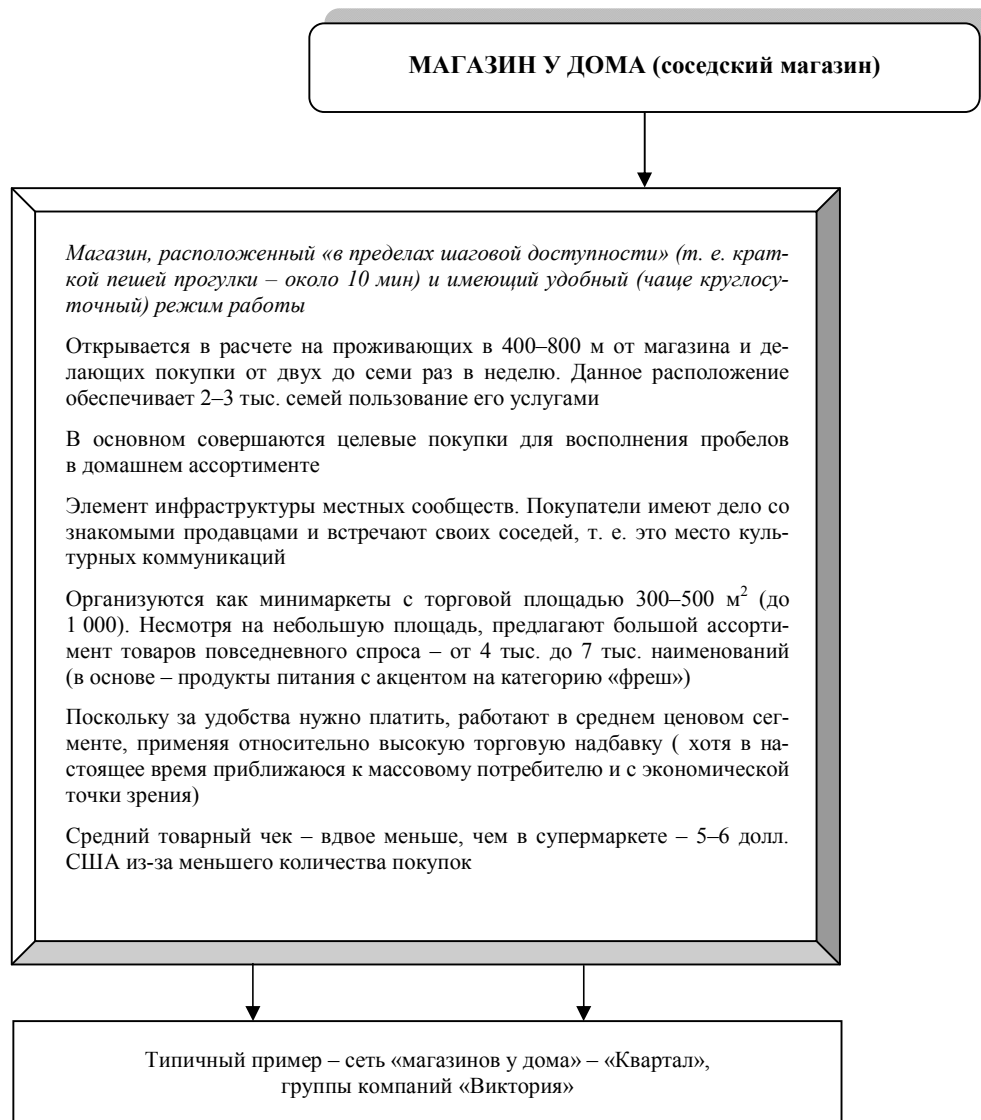 МАГАЗИН У ДОМА (соседский магазин)
Магазин, расположенный «в пределах шаговой доступности» (т. е. крат-
кой пешей прогулки – около 10 мин) и имеющий удобный (чаще круглосу-
точный) режим работы
Открывается в расчете на проживающих в 400–800 м от магазина и де-
лающих покупки от двух до семи раз в неделю. Данное расположение
обеспечивает 2–3 тыс. семей пользование его услугами
В основном совершаются целевые покупки для восполнения пробелов
в домашнем ассортименте
Элемент инфраструктуры местных сообществ. Покупатели имеют дело со
знакомыми продавцами и встречают своих соседей, т. е. это место куль-
турных коммуникаций
Организуются как минимаркеты с торговой площадью 300–500 м² (до
1 000). Несмотря на небольшую площадь, предлагают большой ассорти-
мент товаров повседневного спроса – от 4 тыс. до 7 тыс. наименований
(в основе – продукты питания с акцентом на категорию «фреш»)
Поскольку за удобства нужно платить, работают в среднем ценовом сег-
менте, применяя относительно высокую торговую надбавку ( хотя в на-
стоящее время приближаюся к массовому потребителю и с экономической
точки зрения)
Средний товарный чек – вдвое меньше, чем в супермаркете – 5–6 долл.
США из-за меньшего количества покупок
Типичный пример – сеть «магазинов у дома» – «Квартал»,
группы компаний «Виктория»